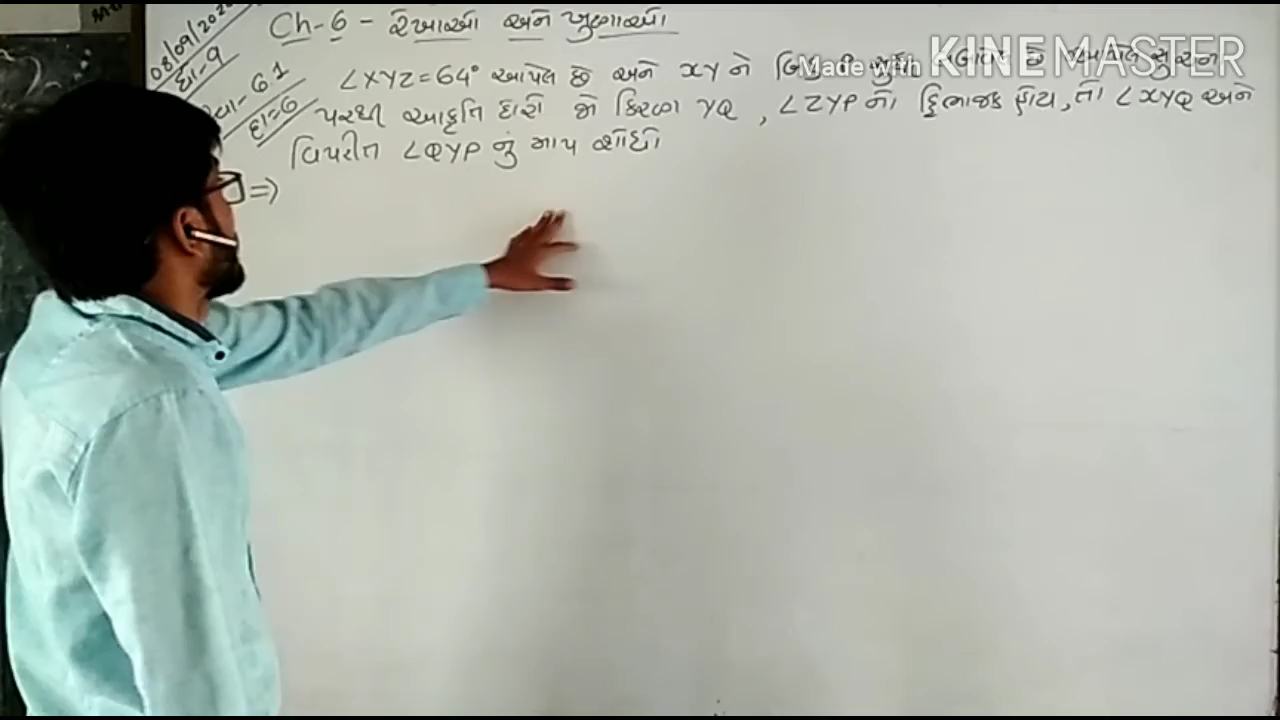 Ch-6 - રેખાઓ અને ખુણાઓ
08/09/2020
ધો-9
સ્વા-6.1
દા=6
∠XYZ = 64° આપેલ છે અને XY ને બિંદુ
Made with KINEMASTER
પરથી આકૃતિ દોરો જો કિરણ YQ , ∠ZYP નો દ્વિભાજક હોય, તો ∠XYQ અને
વિપરીત ∠QYP નું માપ શોધો
⇒